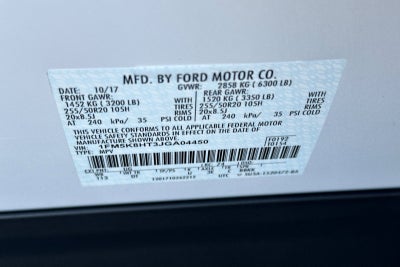 MFD. BY FORD MOTOR CO.
DATE: 10/17 GVWR: 2858 KG ( 6300 LB)
FRONT GAWR: REAR GAWR:
1452 KG ( 3200 LB) WITH 1520 KG ( 3350 LB) WITH
255/50R20 105H TIRES 255/50R20 105H TIRES
20x8.5J RIMS 20x8.5J RIMS
AT 240 kPa/ 35 PSI COLD AT 240 kPa/ 35 PSI COLD
THIS VEHICLE CONFORMS TO ALL APPLICABLE FEDERAL MOTOR
VEHICLE SAFETY STANDARDS IN EFFECT ON THE DATE OF
MANUFACTURE SHOWN ABOVE.
VIN: 1FM5K8HT3JGA04450 F0192
TYPE: MPV T0154